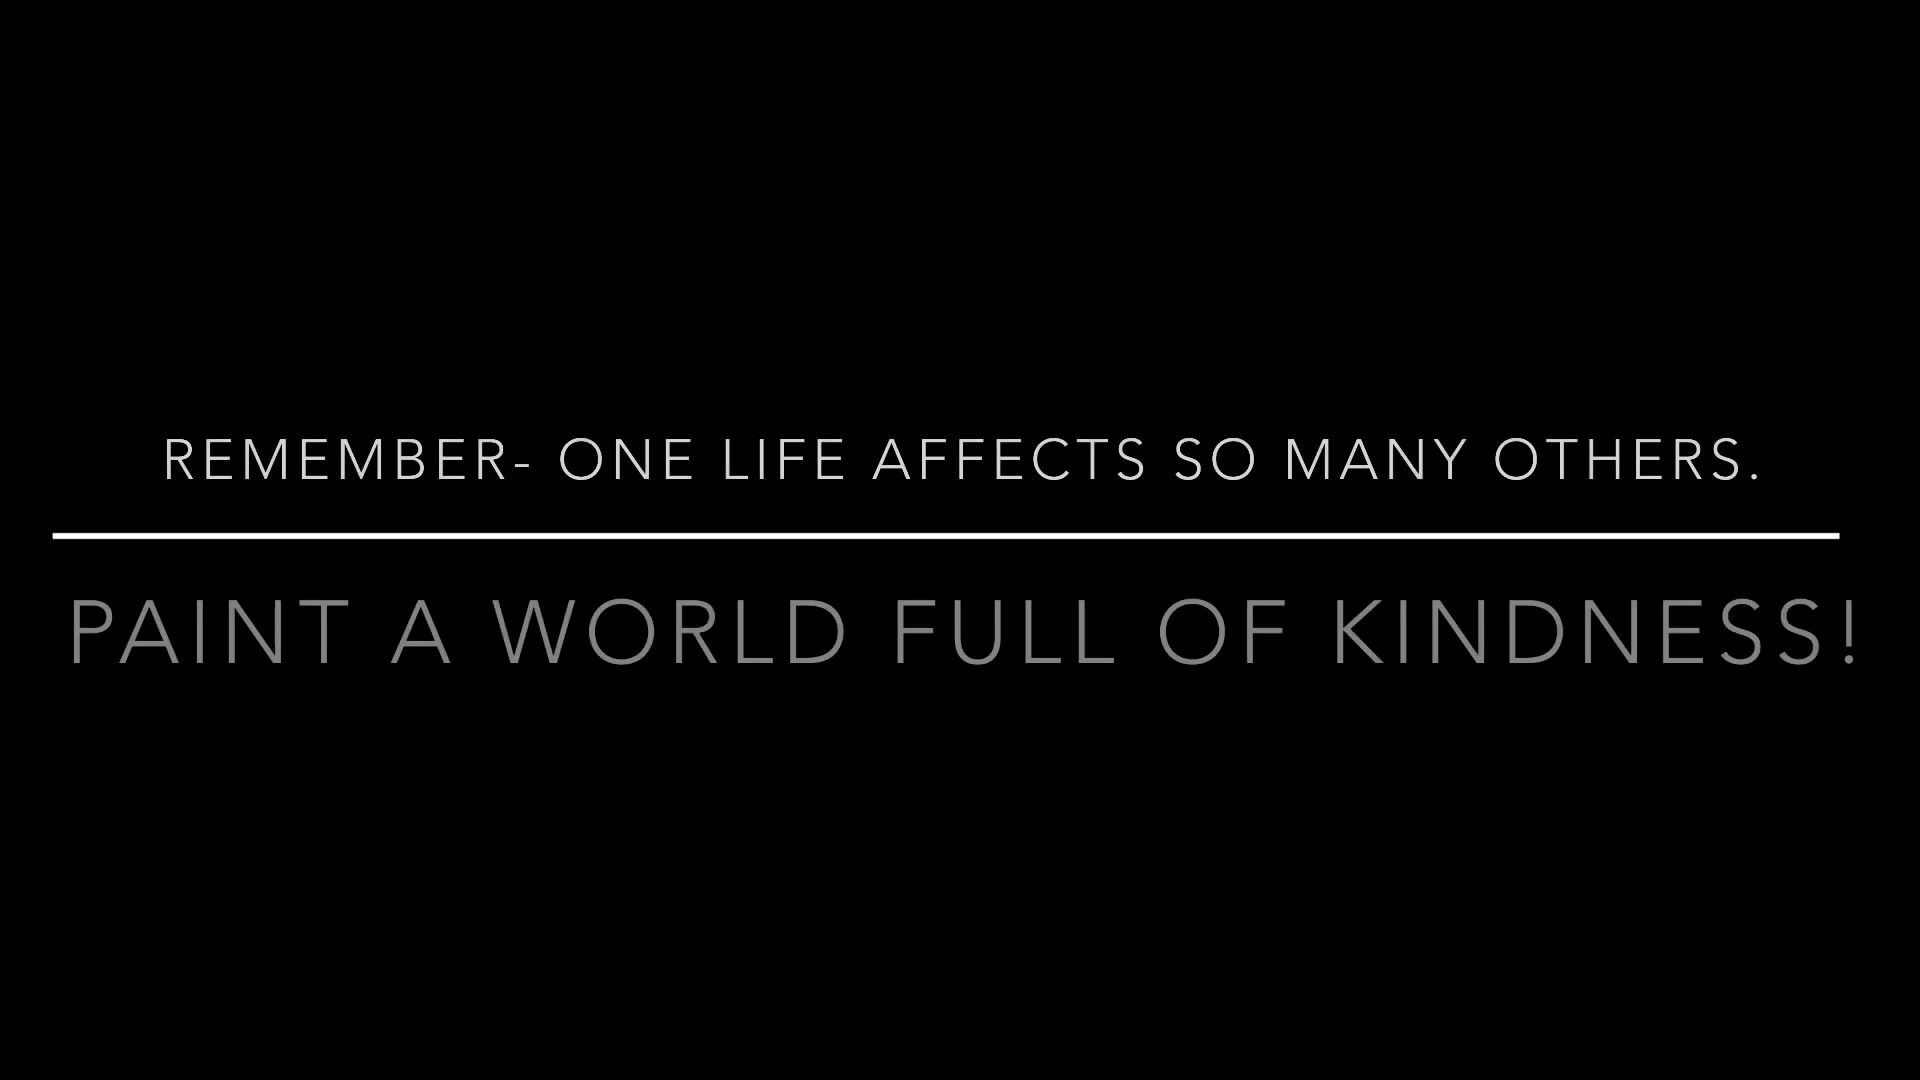 REMEMBER- ONE LIFE AFFECTS SO MANY OTHERS.
PAINT A WORLD FULL OF KINDNESS!